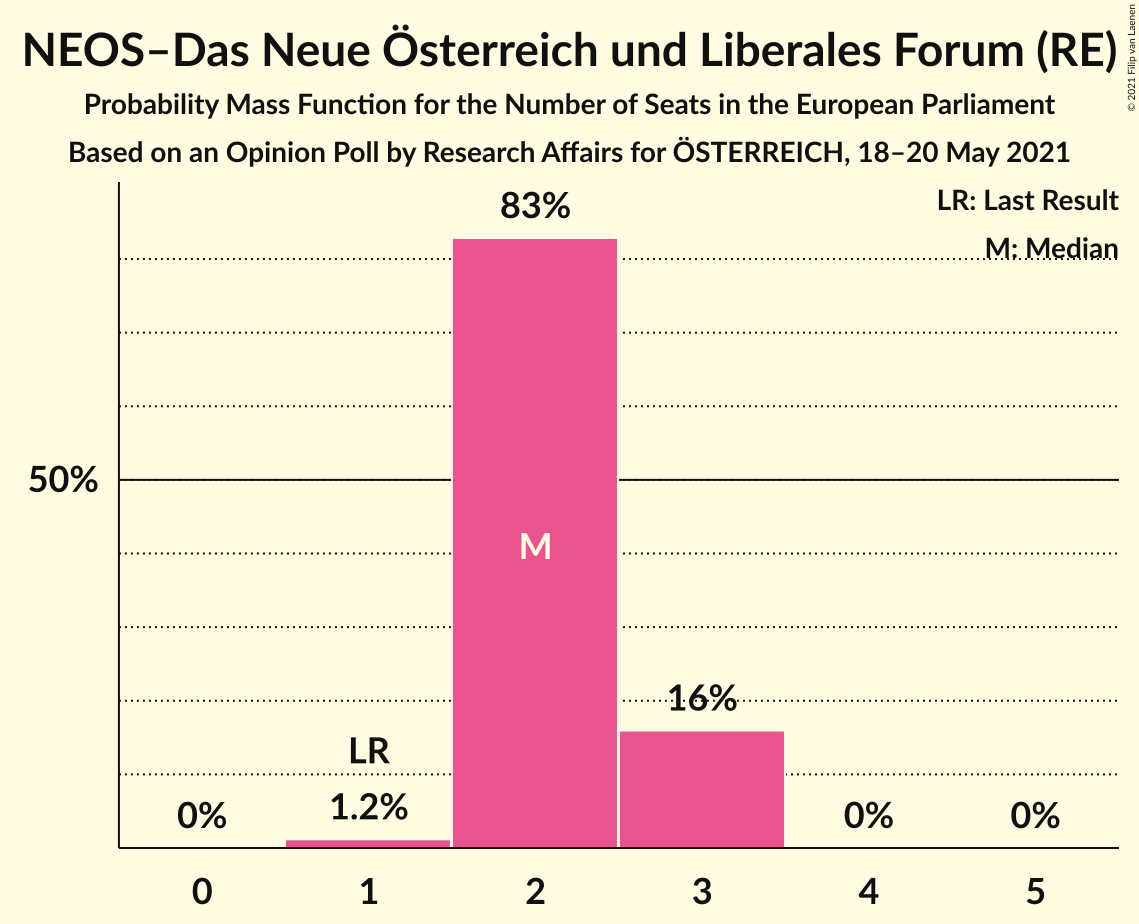 NEOS–Das Neue Österreich und Liberales Forum (RE)
Probability Mass Function for the Number of Seats in the European Parliament
Based on an Opinion Poll by Research Affairs for ÖSTERREICH, 18–20 May 2021
© 2021 Filip van Laenen
LR: Last Result
M: Median
83%
50%
M
16%
LR
1.2%
0%
0%
0%
0 1 2 3 4 5